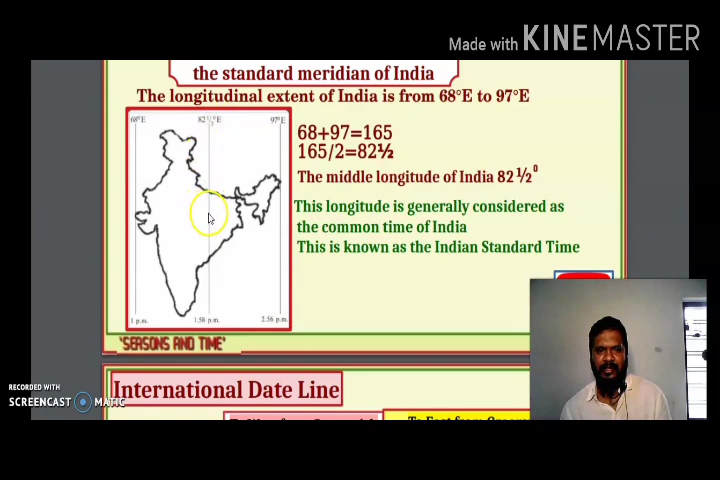 Made with KINEMASTER
the standard meridian of India
The longitudinal extent of India is from 68°E to 97°E
68°E 82½°E 97°E
68+97=165
165/2=82½
The middle longitude of India 82 ½°
This longitude is generally considered as
the common time of India
This is known as the Indian Standard Time
1 p.m. 1.58 p.m. 2.56 p.m.
'SEASONS AND TIME'
RECORDED WITH
SCREENCAST MATIC
International Date Line